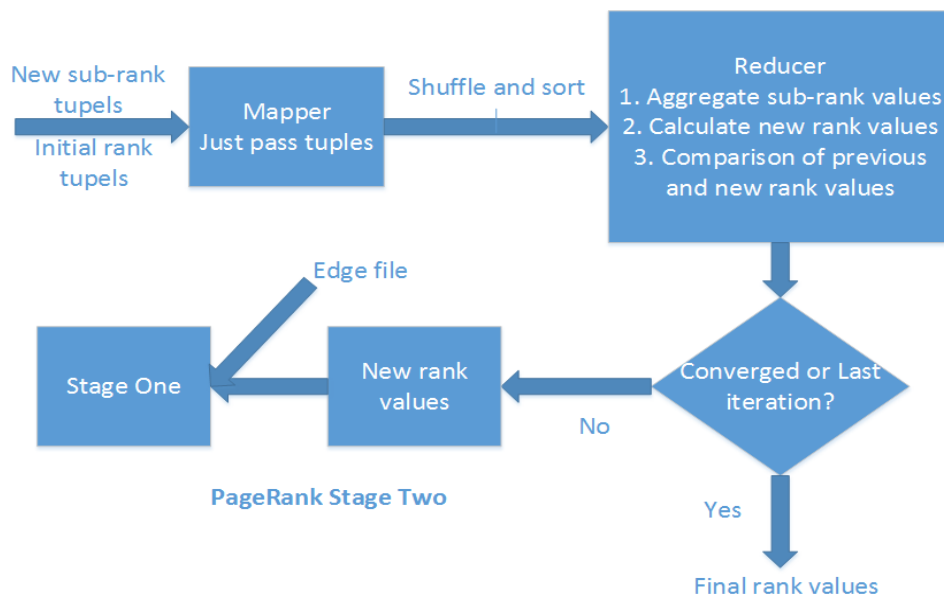 New sub-rank
tupels
Initial rank
tupels
Mapper
Just pass tuples
Shuffle and sort
Reducer
1. Aggregate sub-rank values
2. Calculate new rank values
3. Comparison of previous
and new rank values
Edge file
Stage One
New rank
values
No
Converged or Last
iteration?
PageRank Stage Two
Yes
Final rank values